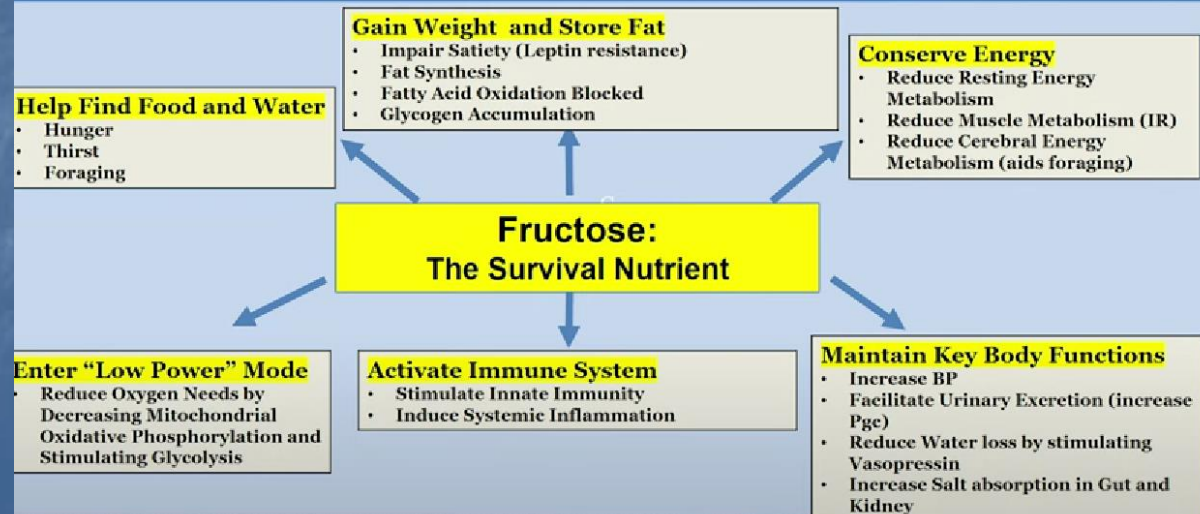 Gain Weight and Store Fat
• Impair Satiety (Leptin resistance)
• Fat Synthesis
• Fatty Acid Oxidation Blocked
• Glycogen Accumulation
Conserve Energy
• Reduce Resting Energy
Metabolism
• Reduce Muscle Metabolism (IR)
• Reduce Cerebral Energy
Metabolism (aids foraging)
Help Find Food and Water
• Hunger
• Thirst
• Foraging
Fructose:
The Survival Nutrient
Enter “Low Power” Mode
• Reduce Oxygen Needs by
Decreasing Mitochondrial
Oxidative Phosphorylation and
Stimulating Glycolysis
Activate Immune System
• Stimulate Innate Immunity
• Induce Systemic Inflammation
Maintain Key Body Functions
• Increase BP
• Facilitate Urinary Excretion (increase
Pgc)
• Reduce Water loss by stimulating
Vasopressin
• Increase Salt absorption in Gut and
Kidney